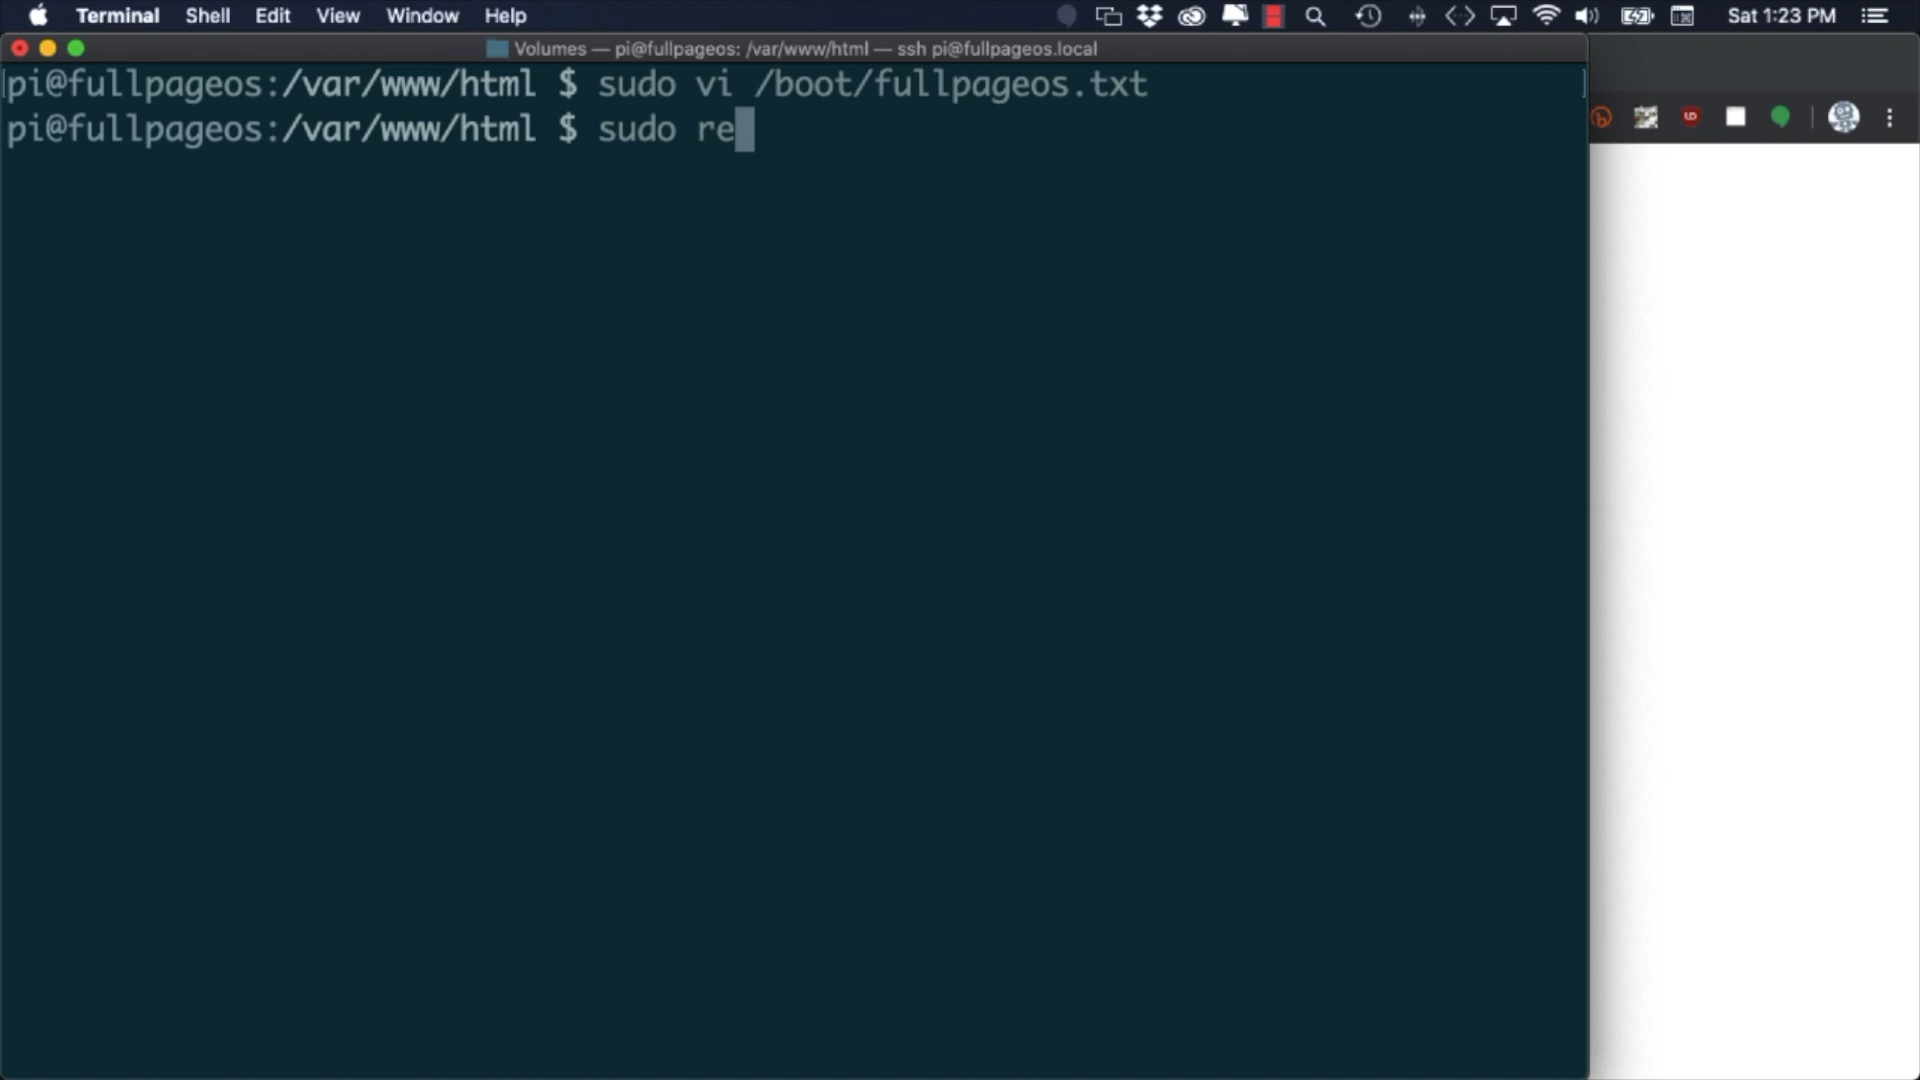 Terminal Shell Edit View Window Help Sat 1:23 PM
Volumes — pi@fullpageos: /var/www/html — ssh pi@fullpageos.local
pi@fullpageos:/var/www/html $ sudo vi /boot/fullpageos.txt
pi@fullpageos:/var/www/html $ sudo re